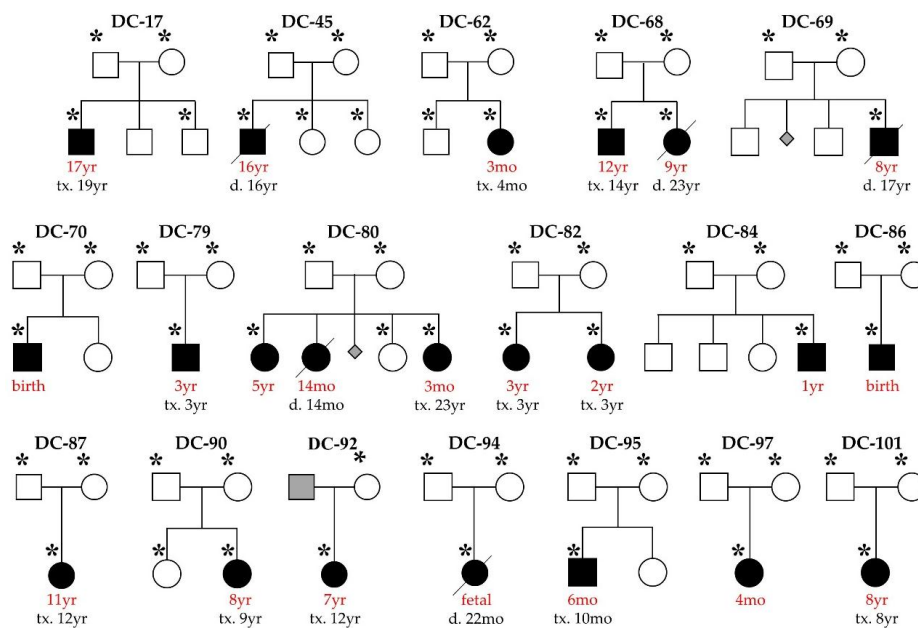 DC-17 DC-45 DC-62 DC-68 DC-69
* * * * * * * * * *
* * * * * * * * * *
17yr 16yr 3mo 12yr 9yr 8yr
tx. 19yr d. 16yr tx. 4mo tx. 14yr d. 23yr d. 17yr
DC-70 DC-79 DC-80 DC-82 DC-84 DC-86
* * * * * * * * * * * *
* * * * * * * * * *
birth 3yr 5yr 14mo 3mo 3yr 2yr 1yr birth
tx. 3yr d. 14mo tx. 23yr tx. 3yr tx. 3yr
DC-87 DC-90 DC-92 DC-94 DC-95 DC-97 DC-101
* * * * * * * * * * * * *
* * * * * * * *
11yr 8yr 7yr fetal 6mo 4mo 8yr
tx. 12yr tx. 9yr tx. 12yr d. 22mo tx. 10mo tx. 8yr